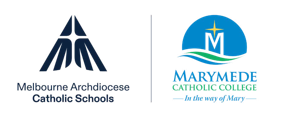 Melbourne Archdiocese
Catholic Schools
M
MARYMEDE
CATHOLIC COLLEGE
In the way of Mary